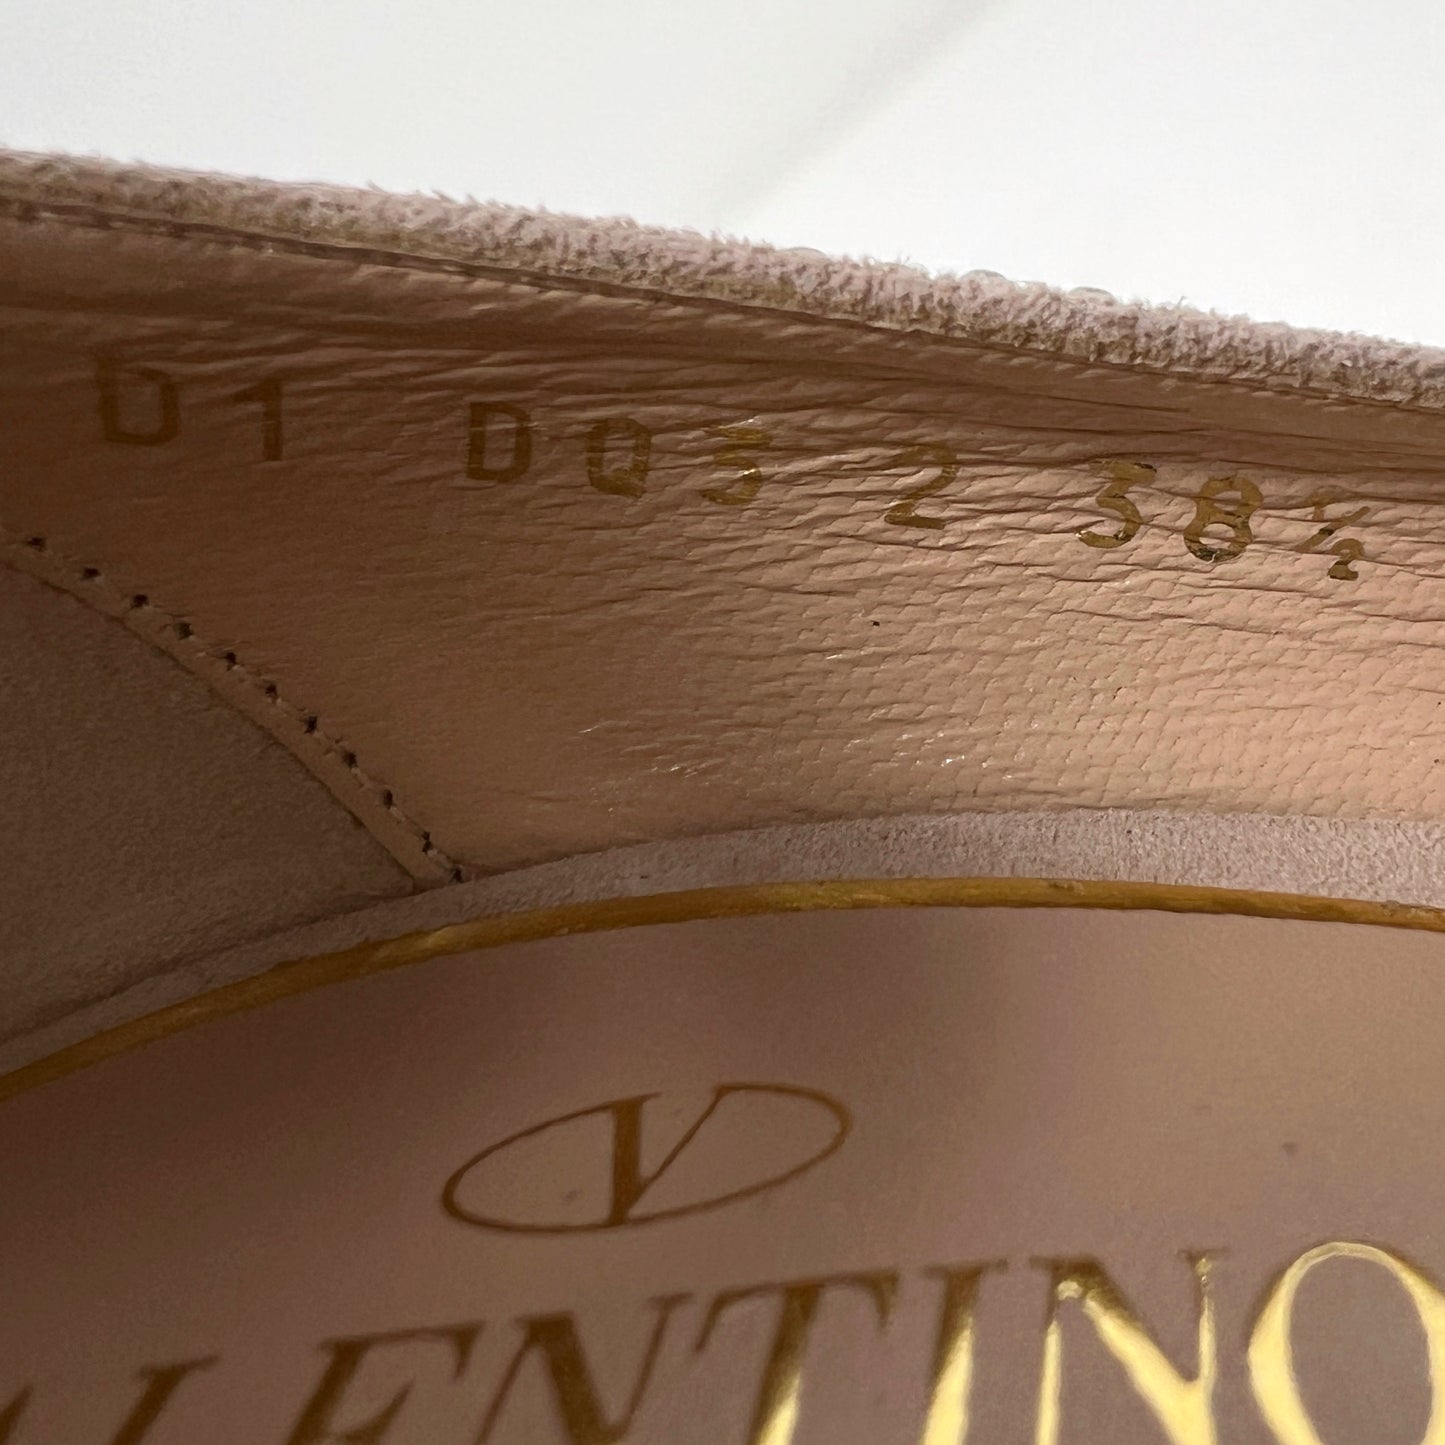 D1 DQ3 2 38½
V
VALENTINO